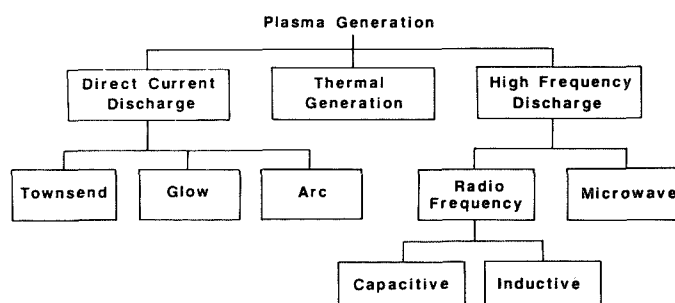 Plasma Generation
Direct Current
Discharge
Thermal
Generation
High Frequency
Discharge
Townsend
Glow
Arc
Radio
Frequency
Microwave
Capacitive
Inductive